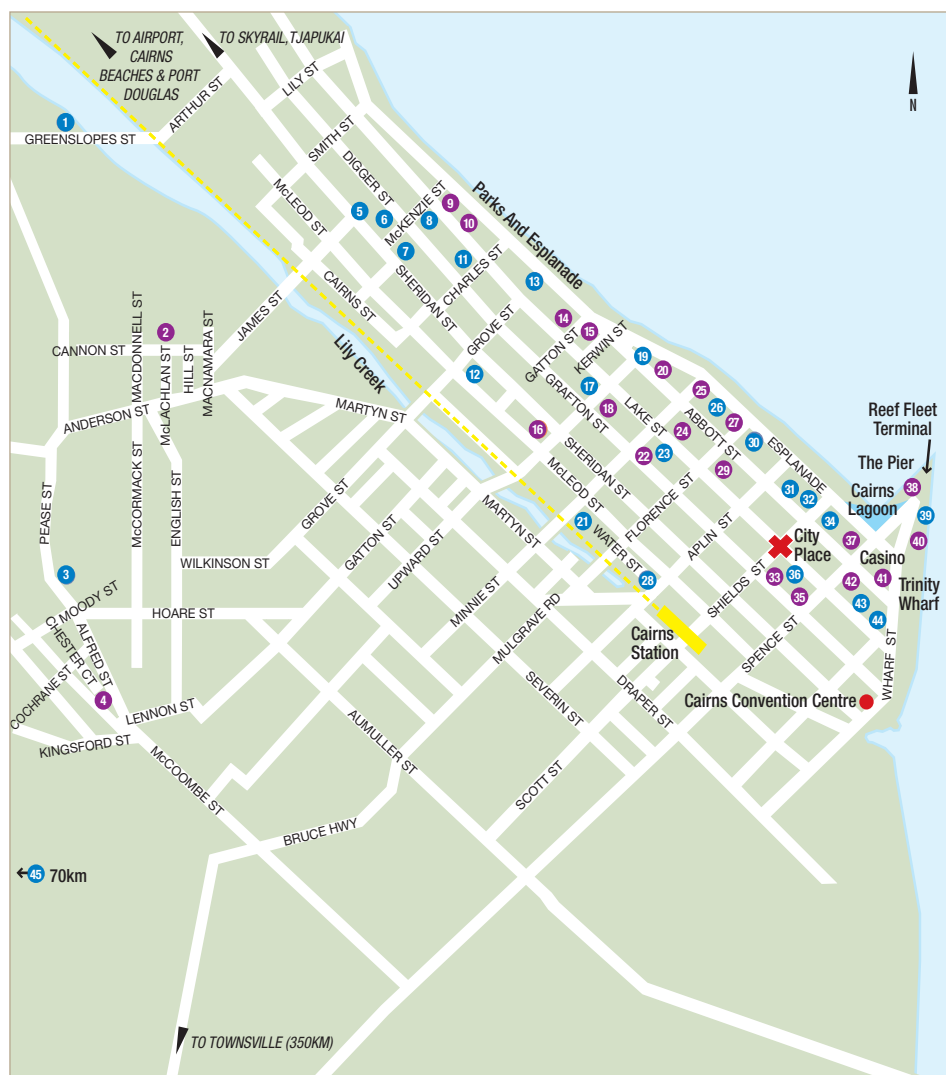 TO AIRPORT,
CAIRNS
BEACHES & PORT
DOUGLAS
TO SKYRAIL,TJAPUKAI
N
LILY ST
ARTHUR ST
1
GREENSLOPES ST
SMITH ST
DIGGER ST
McKENZIE ST
McLEOD ST
Parks And Esplanade
5
6
7
8
9
10
11
13
CHARLES ST
SHERIDAN ST
CAIRNS ST
JAMES ST
Lily Creek
GROVE ST
2
CANNON ST
MACDONNELL ST
McLACHLAN ST
HILL ST
MACNAMARA ST
ANDERSON ST
MARTYN ST
12
14
15
GATTON ST
KERWIN ST
GRAFTON ST
17
18
16
19
20
LAKE ST
25
26
27
30
ABBOTT ST
ESPLANADE
24
22
23
29
SHERIDAN ST
McLEOD ST
FLORENCE ST
APLIN ST
21
WATER ST
28
Reef Fleet
Terminal
The Pier
38
Cairns
Lagoon
39
40
31
32
34
37
City
Place
Casino
36
33
35
42
41
Trinity
Wharf
43
44
SHIELDS ST
SPENCE ST
WHARF ST
Cairns
Station
Cairns Convention Centre
PEASE ST
McCORMACK ST
ENGLISH ST
GROVE ST
GATTON ST
UPWARD ST
MARTYN ST
MINNIE ST
MULGRAVE RD
WILKINSON ST
3
MOODY ST
HOARE ST
ALFRED ST
CHESTER CT
COCHRANE ST
4
LENNON ST
KINGSFORD ST
McCOOMBE ST
AUMULLER ST
SEVERIN ST
DRAPER ST
SCOTT ST
BRUCE HWY
45
70km
TO TOWNSVILLE (350KM)